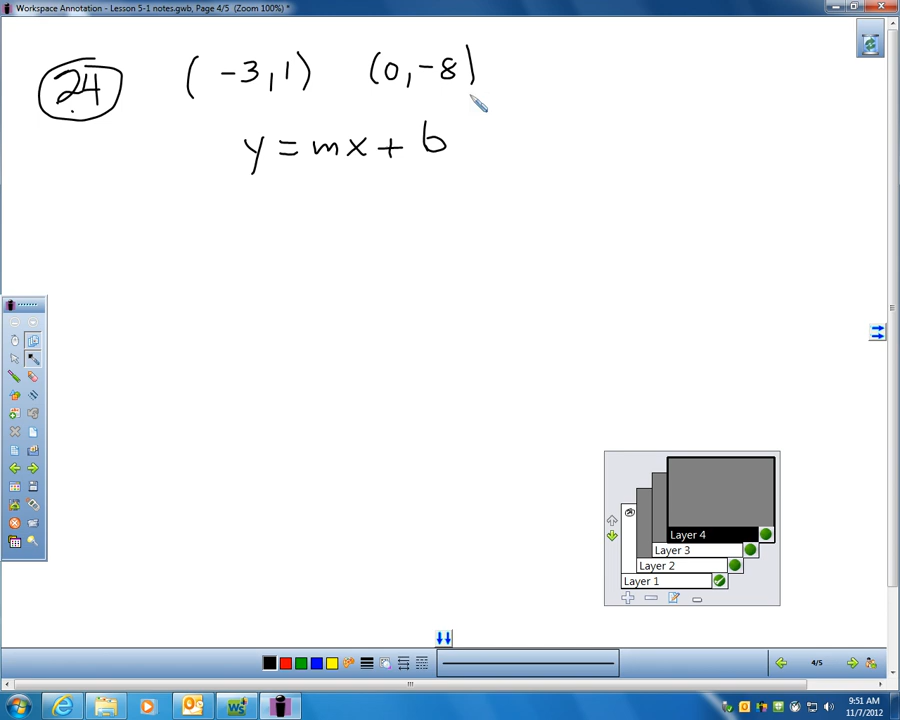 Workspace Annotation - Lesson 5-1 notes.gwb, Page 4/5 (Zoom 100%) *
24 (-3,1) (0,-8)
y = mx + b
Layer 4
Layer 3
Layer 2
Layer 1
4/5
9:51 AM
11/7/2012